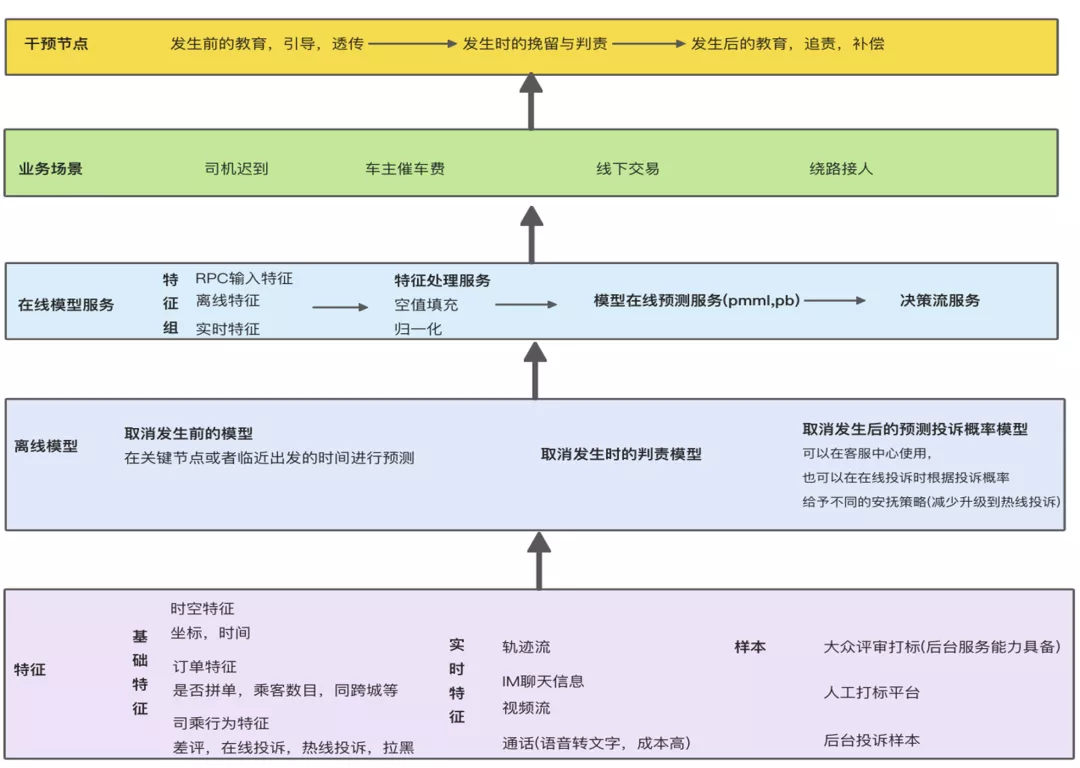 干预节点
发生前的教育，引导，透传
发生时的挽留与判责
发生后的教育，追责，补偿
业务场景
司机迟到
车主催车费
线下交易
绕路接人
在线模型服务
特征组
RPC输入特征
离线特征
实时特征
特征处理服务
空值填充
归一化
模型在线预测服务(pmml,pb)
决策流服务
离线模型
取消发生前的模型
在关键节点或者临近出发的时间进行预测
取消发生时的判责模型
取消发生后的预测投诉概率模型
可以在客服中心使用，
也可以在在线投诉时根据投诉概率
给予不同的安抚策略(减少升级到热线投诉)
特征
基础特征
时空特征
坐标，时间
订单特征
是否拼单，乘客数目，同跨城等
司乘行为特征
差评，在线投诉，热线投诉，拉黑
实时特征
轨迹流
IM聊天信息
视频流
通话(语音转文字，成本高)
样本
大众评审打标(后台服务能力具备)
人工打标平台
后台投诉样本